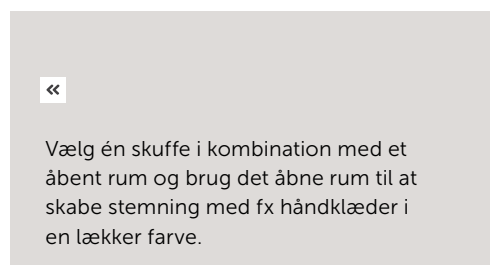 «
Vælg én skuffe i kombination med et
åbent rum og brug det åbne rum til at
skabe stemning med fx håndklæder i
en lækker farve.